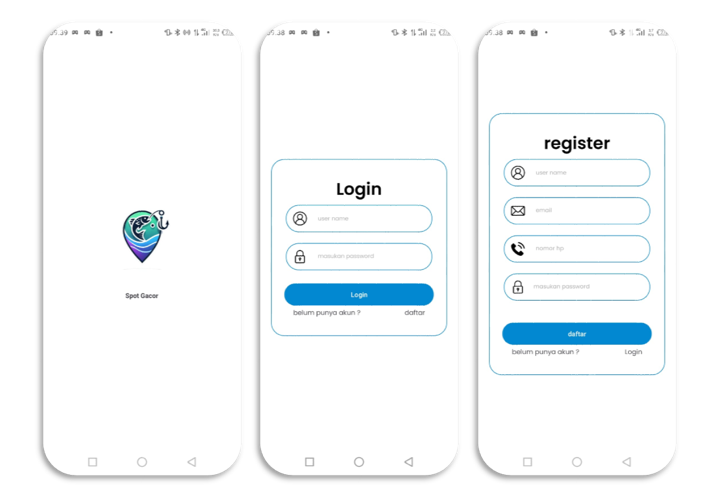 Spot Gacor
Login
user name
masukan password
Login
belum punya akun ? daftar
register
user name
email
nomor hp
masukan password
daftar
belum punya akun ? Login